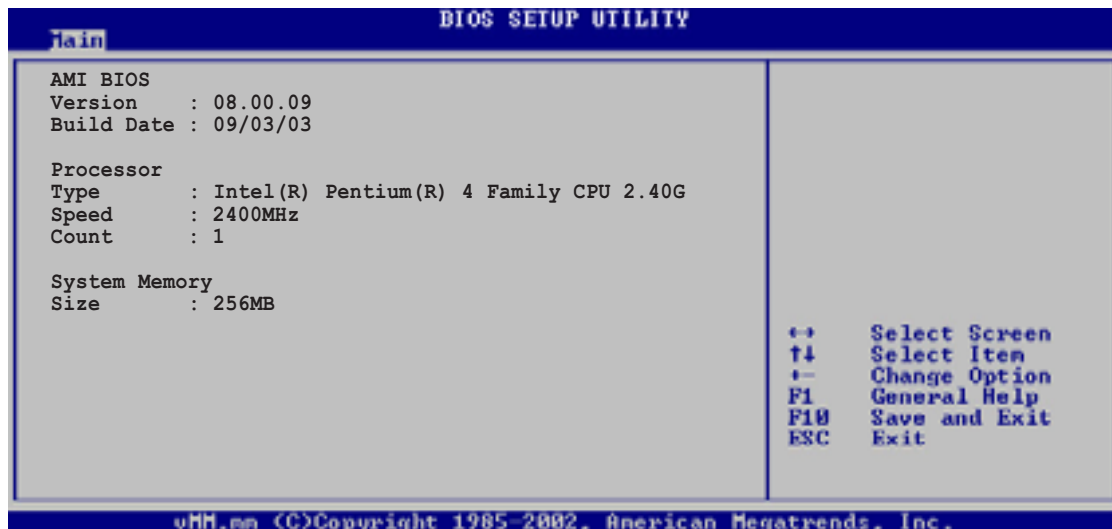 BIOS SETUP UTILITY
Main
AMI BIOS
Version : 08.00.09
Build Date : 09/03/03
Processor
Type : Intel(R) Pentium(R) 4 Family CPU 2.40G
Speed : 2400MHz
Count : 1
System Memory
Size : 256MB
←→ Select Screen
↑↓ Select Item
+- Change Option
F1 General Help
F10 Save and Exit
ESC Exit
vMM.mm (C)Copyright 1985-2002, American Megatrends, Inc.